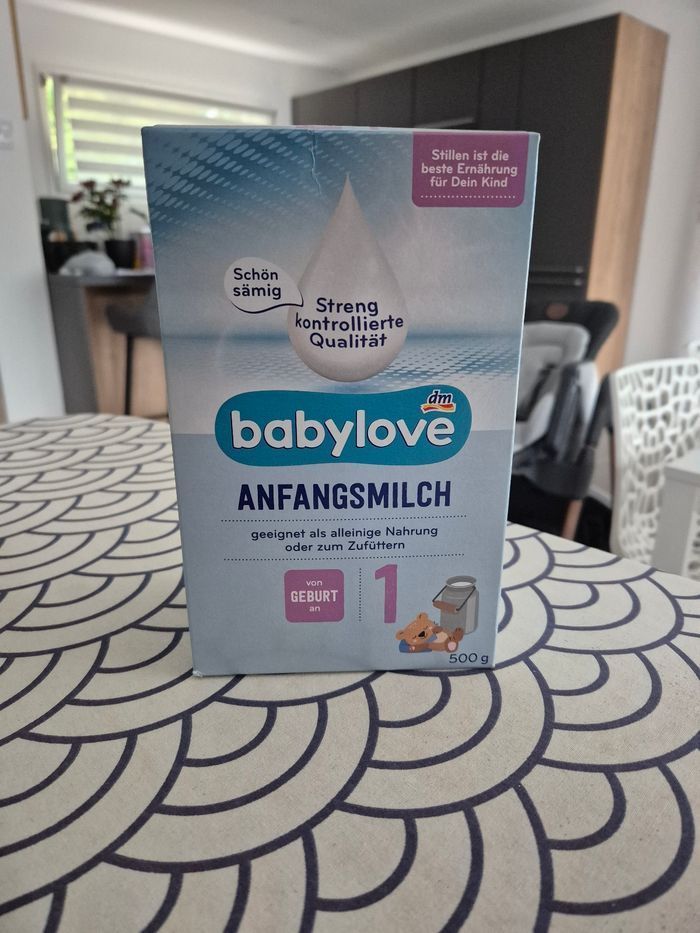 Stillen ist die
beste Ernährung
für Dein Kind
Schön
sämig
Streng
kontrollierte
Qualität
dm
babylove
ANFANGSMILCH
geeignet als alleinige Nahrung
oder zum Zufüttern
von
GEBURT
an
1
500 g